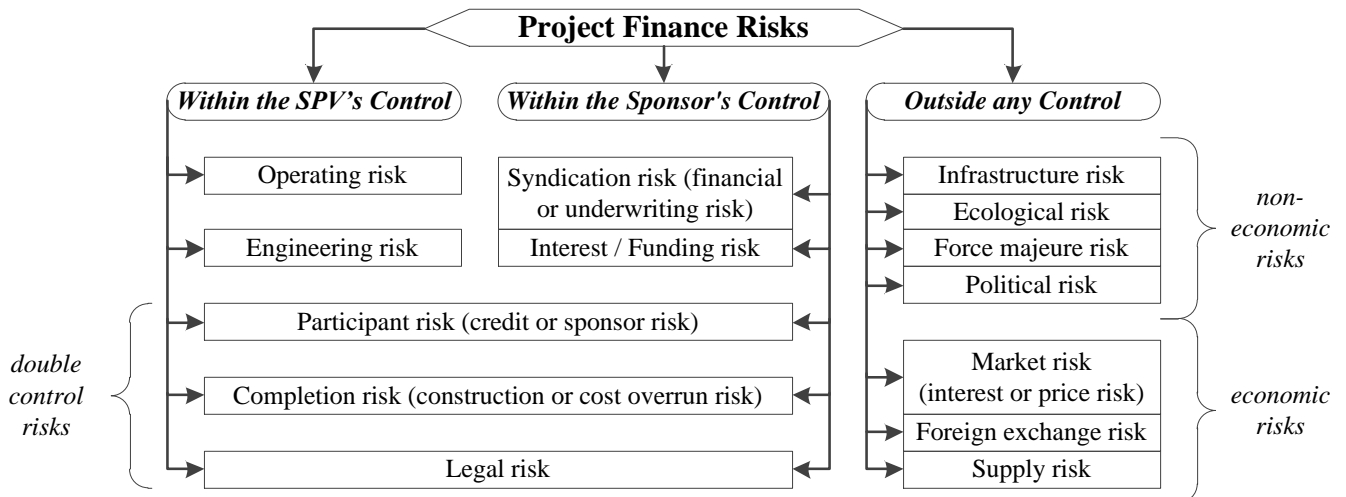 Project Finance Risks
Within the SPV's Control
Within the Sponsor's Control
Outside any Control
Operating risk
Engineering risk
Syndication risk (financial
or underwriting risk)
Interest / Funding risk
Participant risk (credit or sponsor risk)
Completion risk (construction or cost overrun risk)
Legal risk
double
control
risks
Infrastructure risk
Ecological risk
Force majeure risk
Political risk
non-
economic
risks
Market risk
(interest or price risk)
Foreign exchange risk
Supply risk
economic
risks